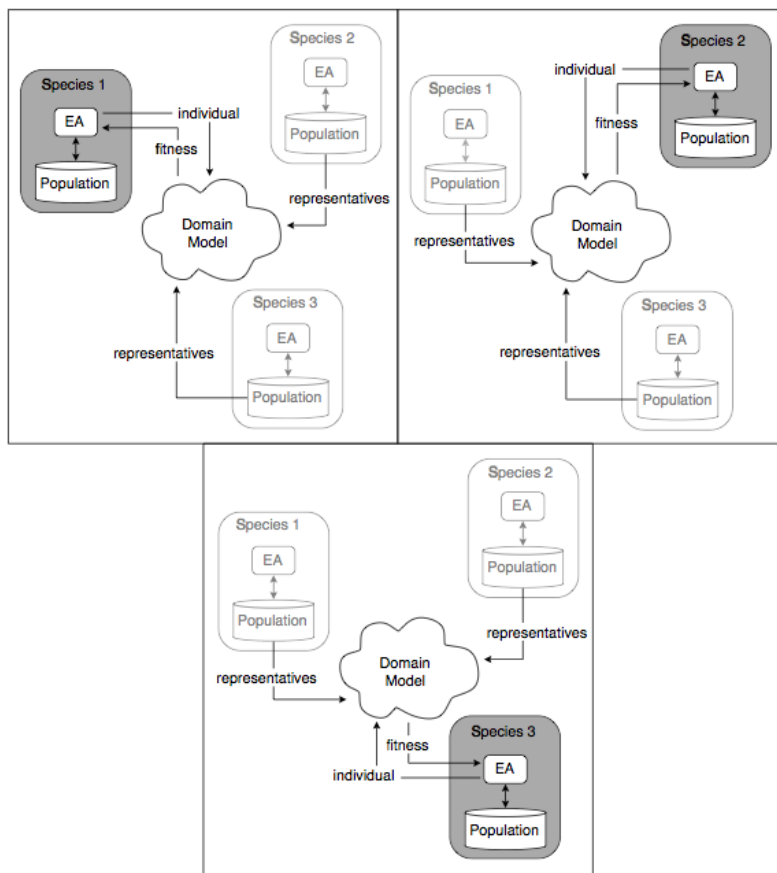 Species 2
EA
Species 1
individual
EA
fitness
Population
Population
representatives
Domain
Model
Species 3
EA
representatives
Population
Species 2
individual
EA
Species 1
fitness
EA
Population
Population
representatives
Domain
Model
Species 3
EA
representatives
Population
Species 2
EA
Species 1
EA
Population
Population
representatives
Domain
Model
representatives
Species 3
fitness
EA
individual
Population